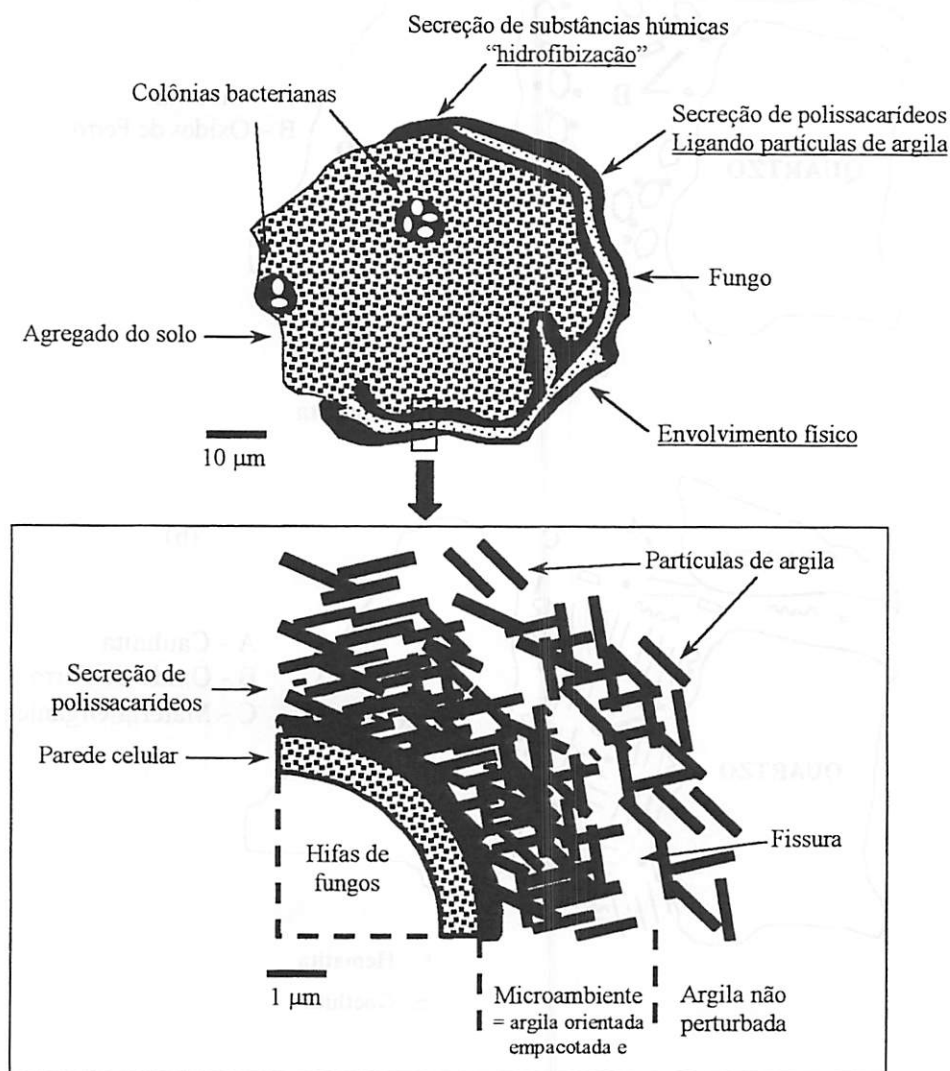 Secreção de substâncias húmicas
“hidrofibização”
Colônias bacterianas
Secreção de polissacarídeos
Ligando partículas de argila
Fungo
Agregado do solo
Envolvimento físico
10 µm
Partículas de argila
Secreção de
polissacarídeos
Parede celular
Hifas de
fungos
Fissura
1 µm
Microambiente
= argila orientada
empacotada e
Argila não
perturbada